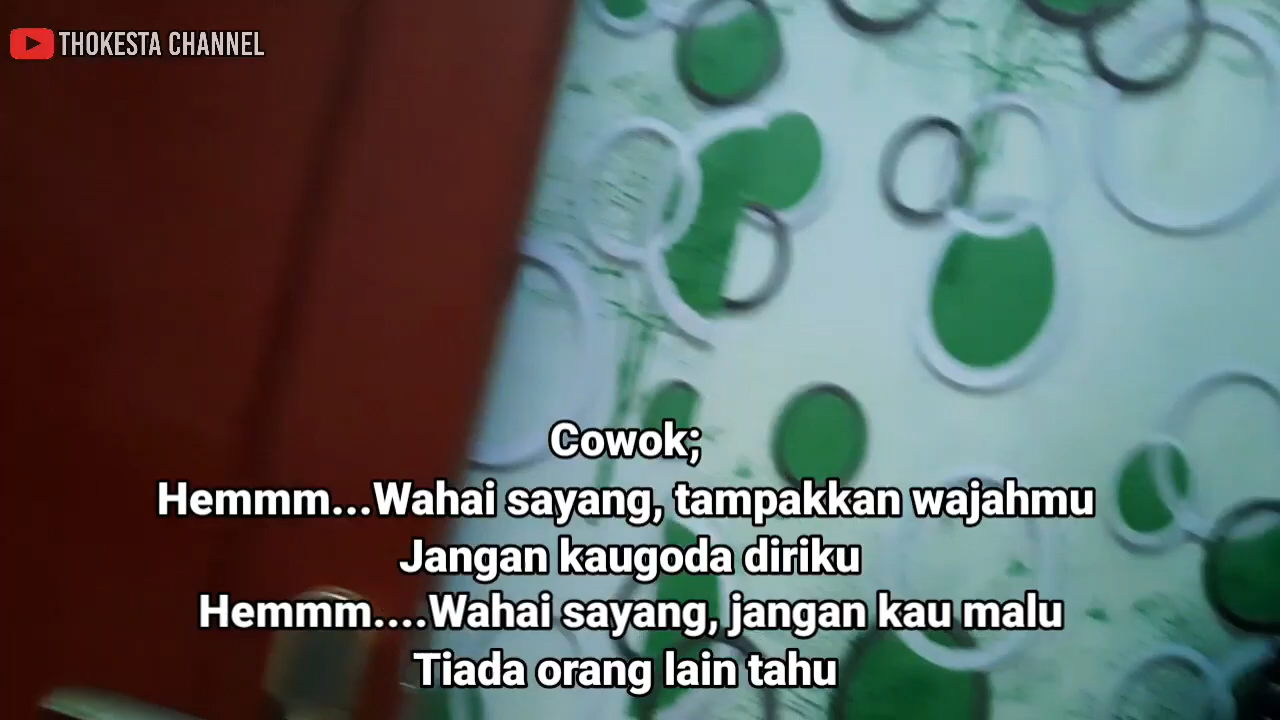 THOKESTA CHANNEL
Cowok;
Hemmm...Wahai sayang, tampakkan wajahmu
Jangan kaugoda diriku
Hemmm....Wahai sayang, jangan kau malu
Tiada orang lain tahu